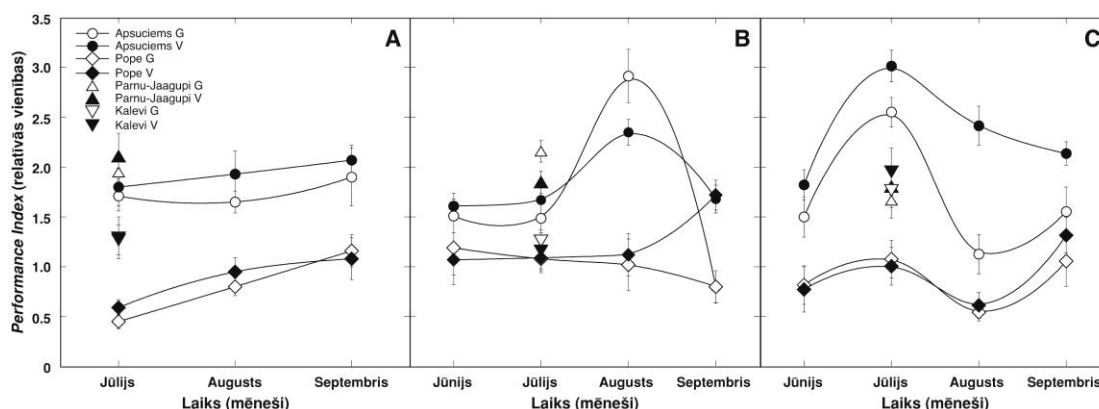 Performance Index (relatīvās vienības)
3.5
3.0
2.5
2.0
1.5
1.0
0.5
0
A
B
C
Apsuciems G
Apsuciems V
Pope G
Pope V
Parnu-Jaagupi G
Parnu-Jaagupi V
Kalevi G
Kalevi V
Jūlijs Augusts Septembris
Jūnijs Jūlijs Augusts Septembris
Jūnijs Jūlijs Augusts Septembris
Laiks (mēneši)
Laiks (mēneši)
Laiks (mēneši)